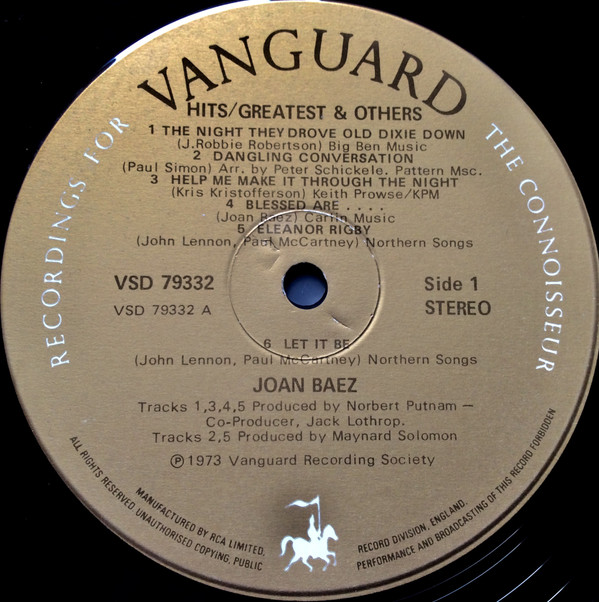 VANGUARD
RECORDINGS FOR THE CONNOISSEUR
HITS/GREATEST & OTHERS
1 THE NIGHT THEY DROVE OLD DIXIE DOWN
(J.Robbie Robertson) Big Ben Music
2 DANGLING CONVERSATION
(Paul Simon) Arr. by Peter Schickele. Pattern Msc.
3 HELP ME MAKE IT THROUGH THE NIGHT
(Kris Kristofferson) Keith Prowse/KPM
4 BLESSED ARE . . . .
(Joan Baez) Carlin Music
5 ELEANOR RIGBY
(John Lennon, Paul McCartney) Northern Songs
VSD 79332 Side 1
VSD 79332 A STEREO
6 LET IT BE
(John Lennon, Paul McCartney) Northern Songs
JOAN BAEZ
Tracks 1,3,4,5 Produced by Norbert Putnam —
Co-Producer, Jack Lothrop.
Tracks 2,5 Produced by Maynard Solomon
Ⓟ 1973 Vanguard Recording Society
MANUFACTURED BY RCA LIMITED, RECORD DIVISION, ENGLAND.
ALL RIGHTS RESERVED. UNAUTHORISED COPYING, PUBLIC PERFORMANCE AND BROADCASTING OF THIS RECORD FORBIDDEN